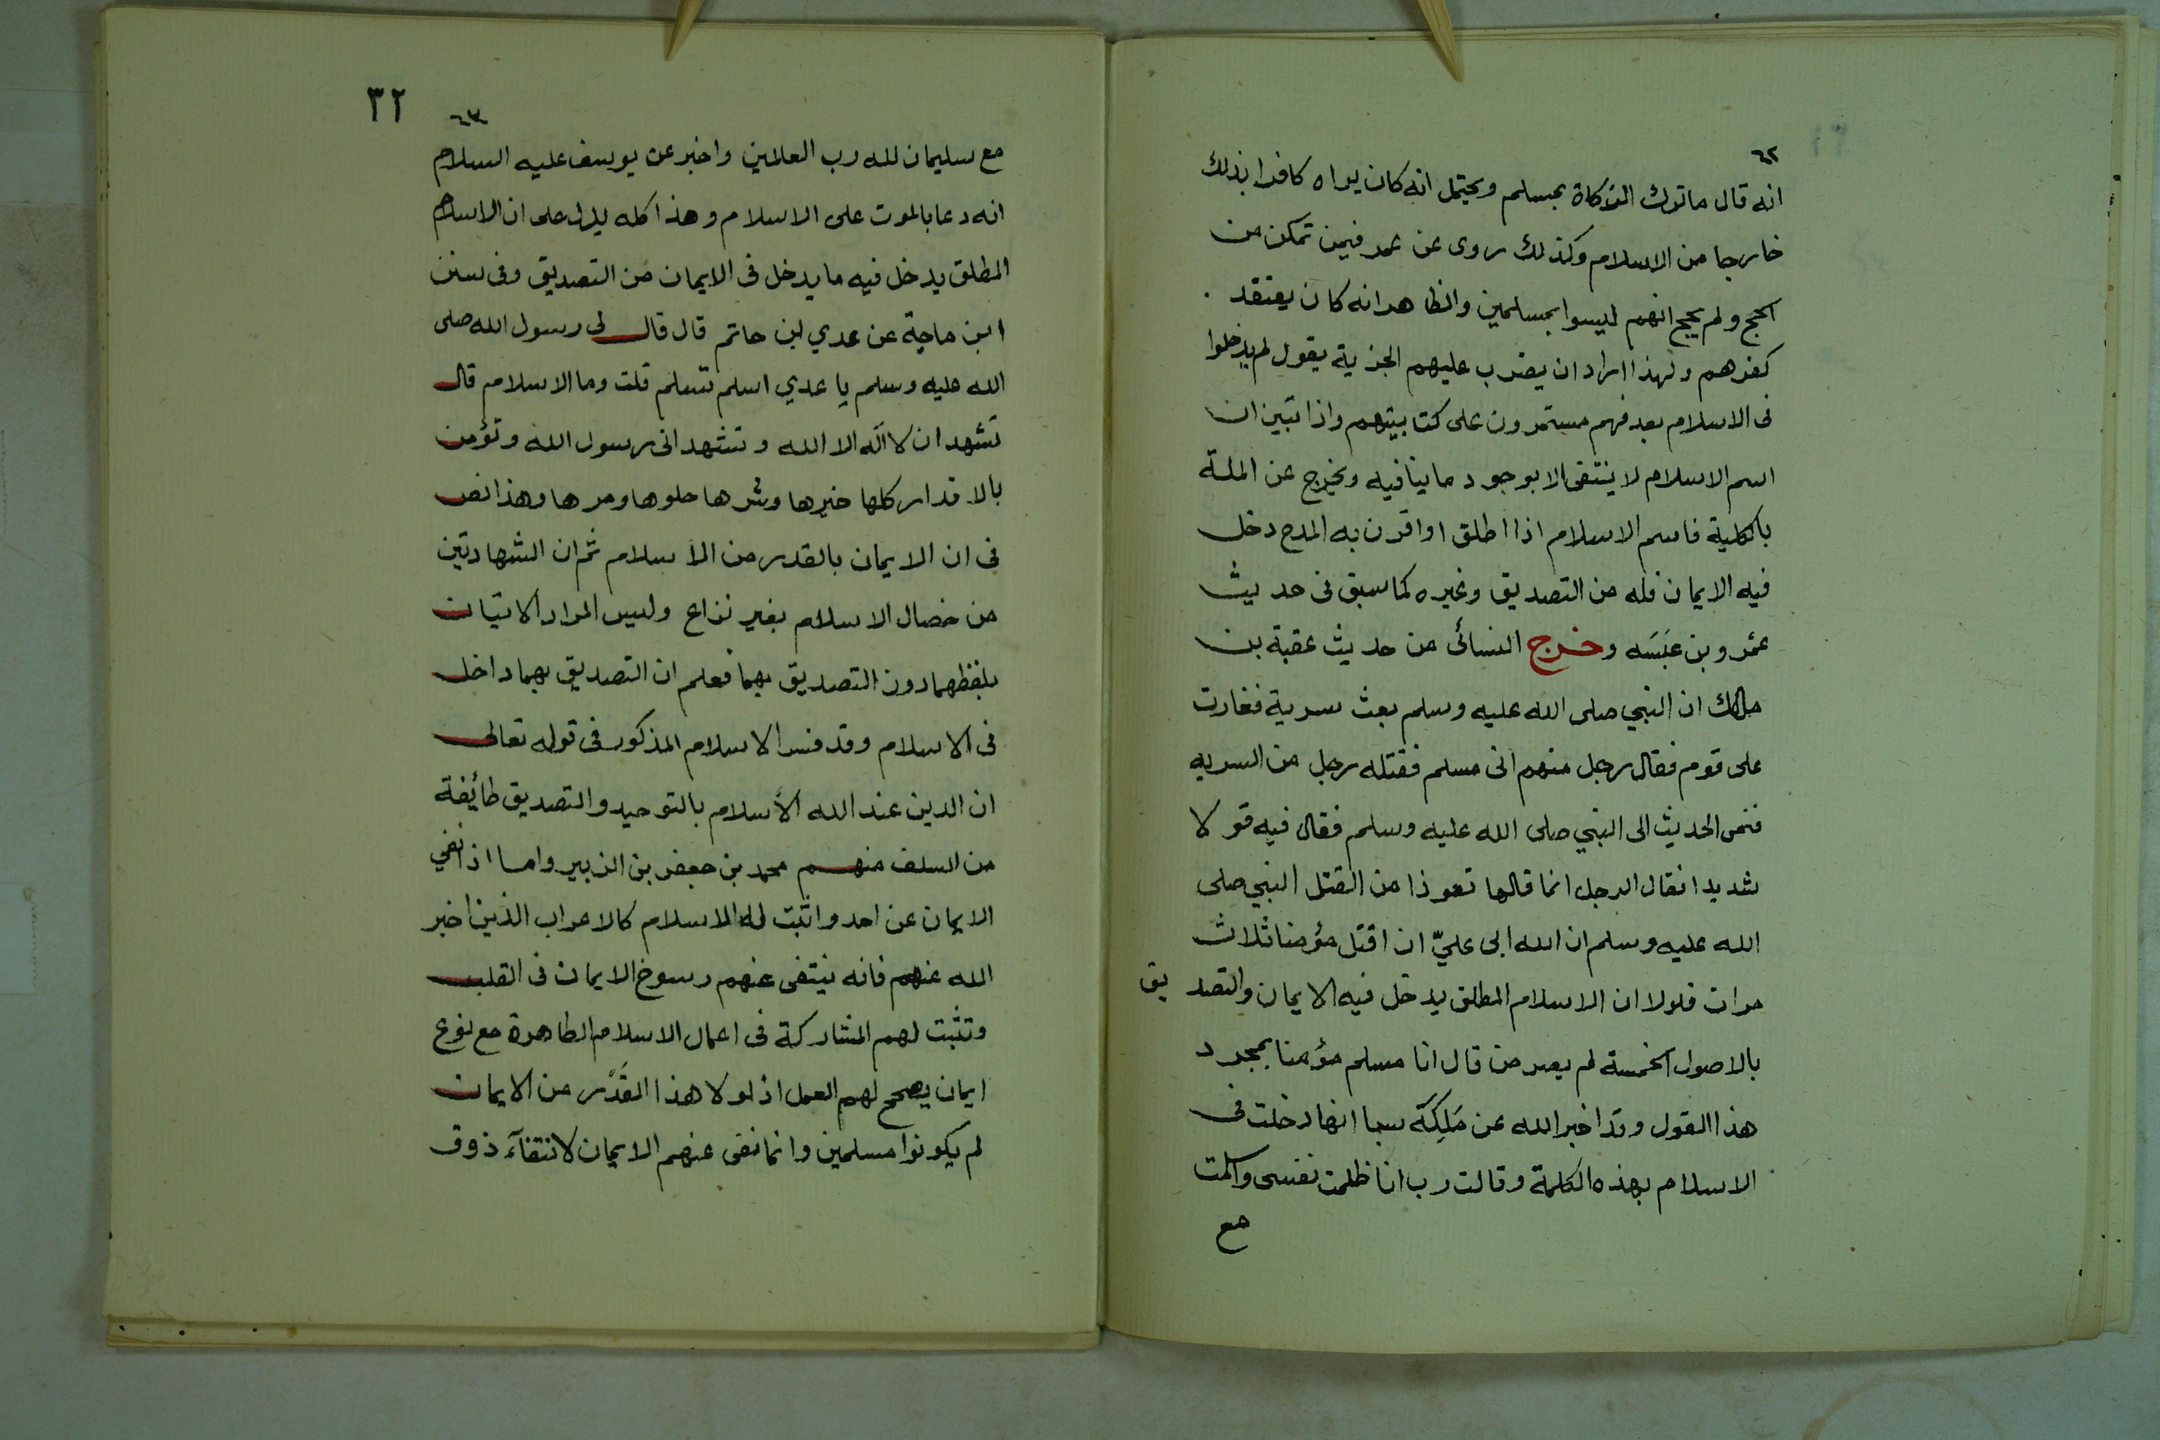 ٦٢
انه قال ما تارك الزكاة بمسلم ويحتمل انه كان يراه كافرا بذلك
خارجا من الاسلام وكذلك روى عن عمر فيمن تمكن من
الحج ولم يحج انهم ليسوا بمسلمين والظاهر انه كان يعتقد
كفرهم ولهذا اراد ان يضرب عليهم الجزية يقول لم يدخلوا
فى الاسلام بعد فهم مستمرون على كتابيتهم واذا تبين ان
اسم الاسلام لا ينتفى الا بوجود ما ينافيه ويخرج عن الملة
بالكلية فاسم الاسلام اذا اطلق او اقرن به المدح دخل
فيه الايمان كله من التصديق وغيره كما سبق فى حديث
عمرو بن عبَسَه وخرج النسائى من حديث عقبة بن
مالك ان النبي صلى الله عليه وسلم بعث سرية فغارت
على قوم فقال رجل منهم انى مسلم فقتله رجل من السريه
فنمى الحديث الى النبي صلى الله عليه وسلم فقال فيه قولا
شديدا فقال الرجل انما قالها تعوذا من القتل النبي صلى
الله عليه وسلم ان الله ابى عليّ ان اقتل مؤمنا ثلاث
مرات فلولا ان الاسلام المطلق يدخل فيه الايمان والتصديق
بالاصول الخمسة لم يصر من قال انا مسلم مؤمنا بمجرد
هذا القول وقد اخبر الله عن مَلِكَة سبا انها دخلت فى
الاسلام بهذه الكلمة وقالت رب انا ظلمت نفسى واسلمت
مع
٣٢
٦٣
مع سليمان لله رب العالمين واخبر عن يوسف عليه السلام
انه دعا بالموت على الاسلام وهذا كله يدل على ان الاسلام
المطلق يدخل فيه ما يدخل فى الايمان من التصديق وفى سنن
ابن ماجة عن عدي بن حاتم قال قال لى رسول الله صلى
الله عليه وسلم يا عدي اسلم تسلم قلت وما الاسلام قال
تشهد ان لا اله الا الله وتشهد انى رسول الله وتؤمن
بالاقدار كلها خيرها وشرها حلوها ومرها وهذا نص
فى ان الايمان بالقدر من الاسلام ثم ان الشهادتين
من خصال الاسلام بغير نزاع وليس المراد الاتيان
بلفظهما دون التصديق بهما فعلم ان التصديق بهما داخل
فى الاسلام وقد فسر الاسلام المذكور فى قوله تعالى
ان الدين عند الله الأسلام بالتوحيد والتصديق طائفة
من السلف منهم محمد بن جعفر بن الزبير واما اذا نفي
الايمان عن احد واثبت له الاسلام كالاعراب الذين اخبر
الله عنهم فانه ينتفى عنهم رسوخ الايمان فى القلب
وتثبت لهم المشاركة فى اعمال الاسلام الظاهرة مع نوع
ايمان يصحح لهم العمل اذ لولا هذا القَدْر من الايمان
لم يكونوا مسلمين وانما نفى عنهم الايمان لانتفآء ذوق